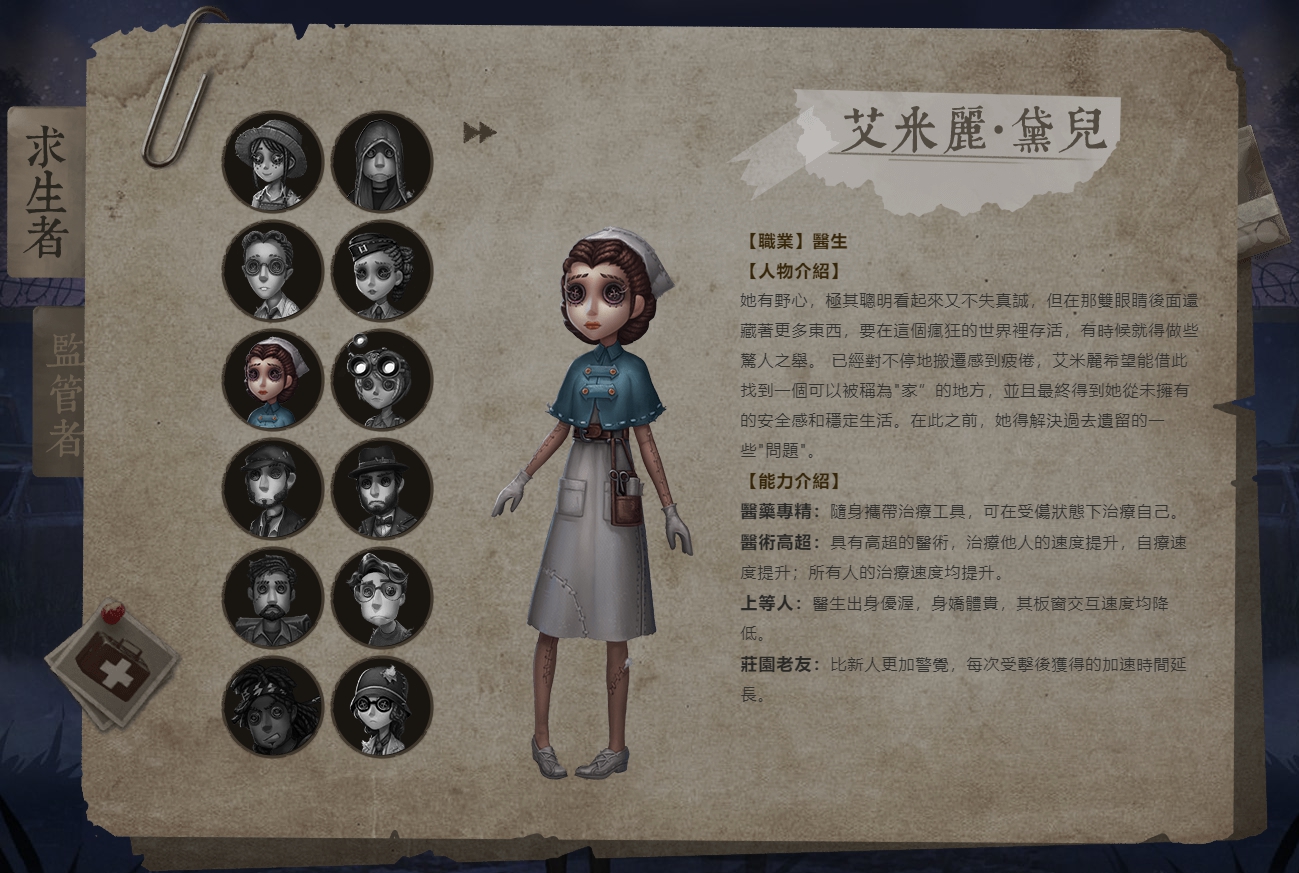 求生者
監管者
艾米麗·黛兒
【職業】醫生
【人物介紹】
她有野心，極其聰明看起來又不失真誠，但在那雙眼睛後面還
藏著更多東西，要在這個瘋狂的世界裡存活，有時候就得做些
驚人之舉。 已經對不停地搬遷感到疲倦，艾米麗希望能借此
找到一個可以被稱為"家” 的地方，並且最終得到她從未擁有
的安全感和穩定生活。在此之前，她得解決過去遺留的一
些"問題"。
【能力介紹】
醫藥專精：隨身攜帶治療工具，可在受傷狀態下治療自己。
醫術高超：具有高超的醫術，治療他人的速度提升，自療速
度提升；所有人的治療速度均提升。
上等人：醫生出身優渥，身嬌體貴，其板窗交互速度均降
低。
莊園老友：比新人更加警覺，每次受擊後獲得的加速時間延
長。